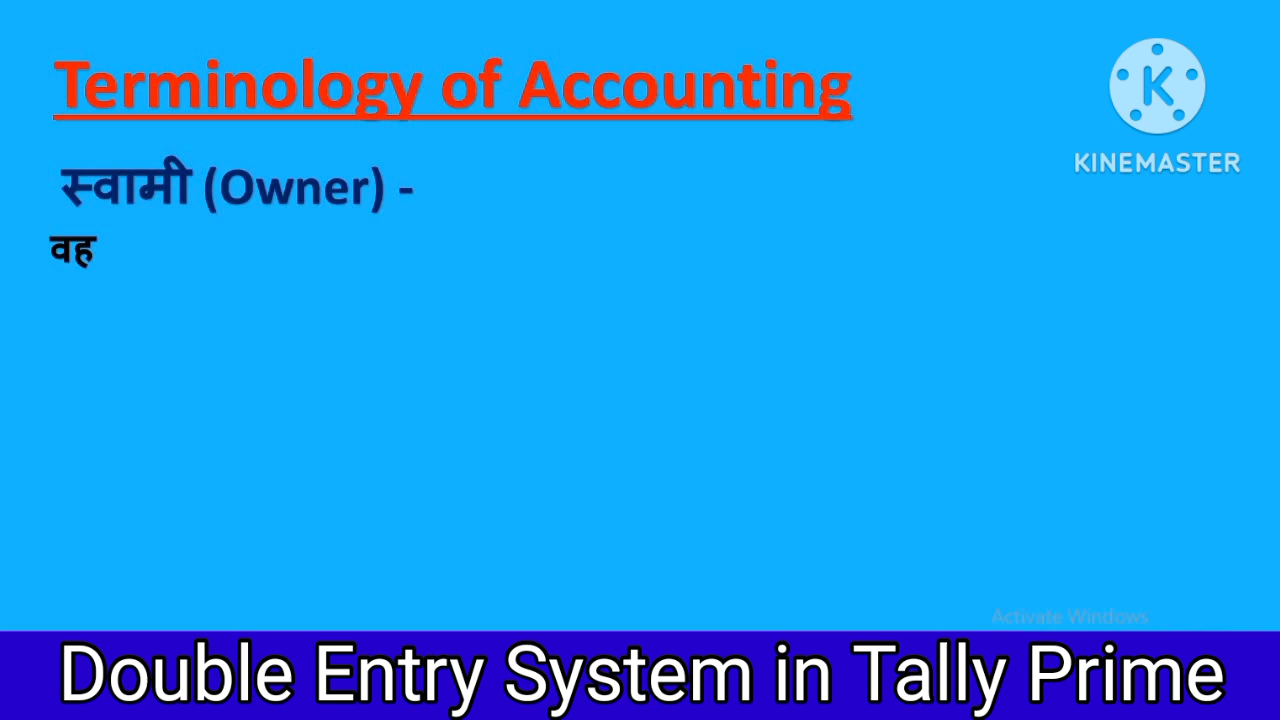 Terminology of Accounting
K
KINEMASTER
स्वामी (Owner) -
वह
Activate Windows
Double Entry System in Tally Prime